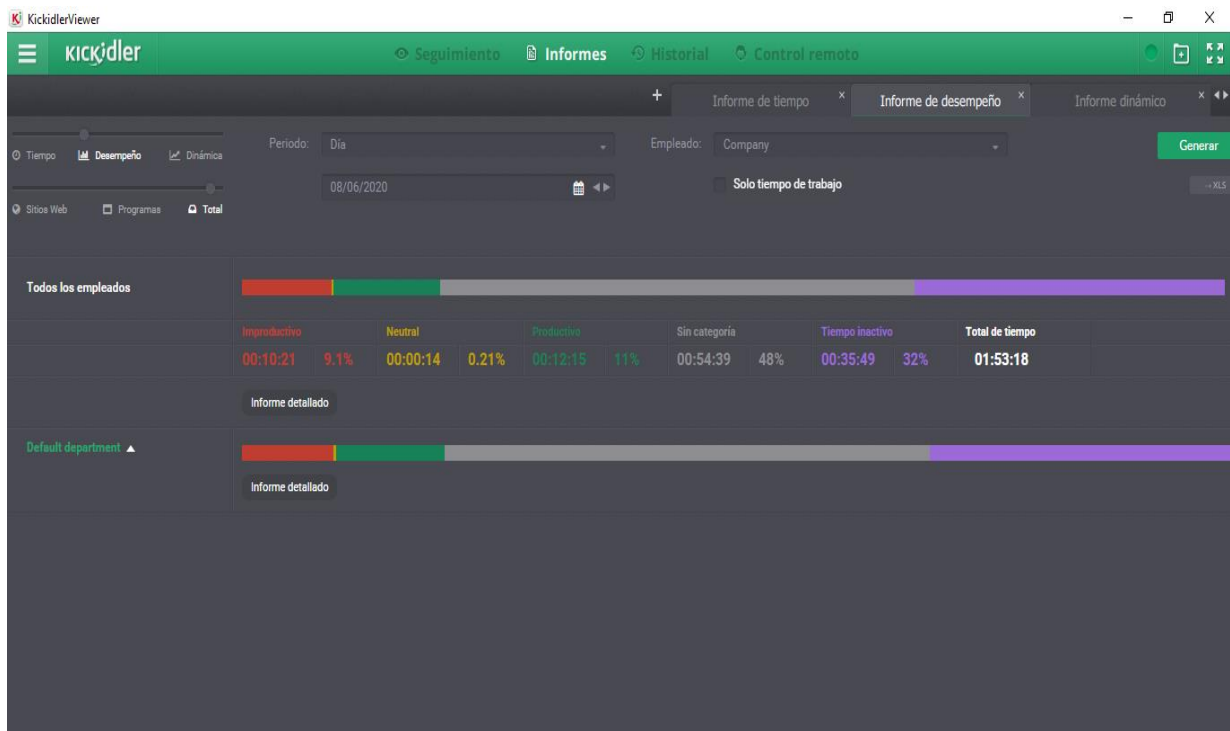 KickidlerViewer
KICKidler
Seguimiento
Informes
Historial
Control remoto
+
Informe de tiempo x
Informe de desempeño x
Informe dinámico x
Tiempo
Desempeño
Dinámica
Periodo: Día
Empleado: Company
Generar
08/06/2020
Solo tiempo de trabajo
→XLS
Sitios Web
Programas
Total
Todos los empleados
Improductivo Neutral Productivo Sin categoría Tiempo inactivo Total de tiempo
00:10:21 9.1% 00:00:14 0.21% 00:12:15 11% 00:54:39 48% 00:35:49 32% 01:53:18
Informe detallado
Default department
Informe detallado